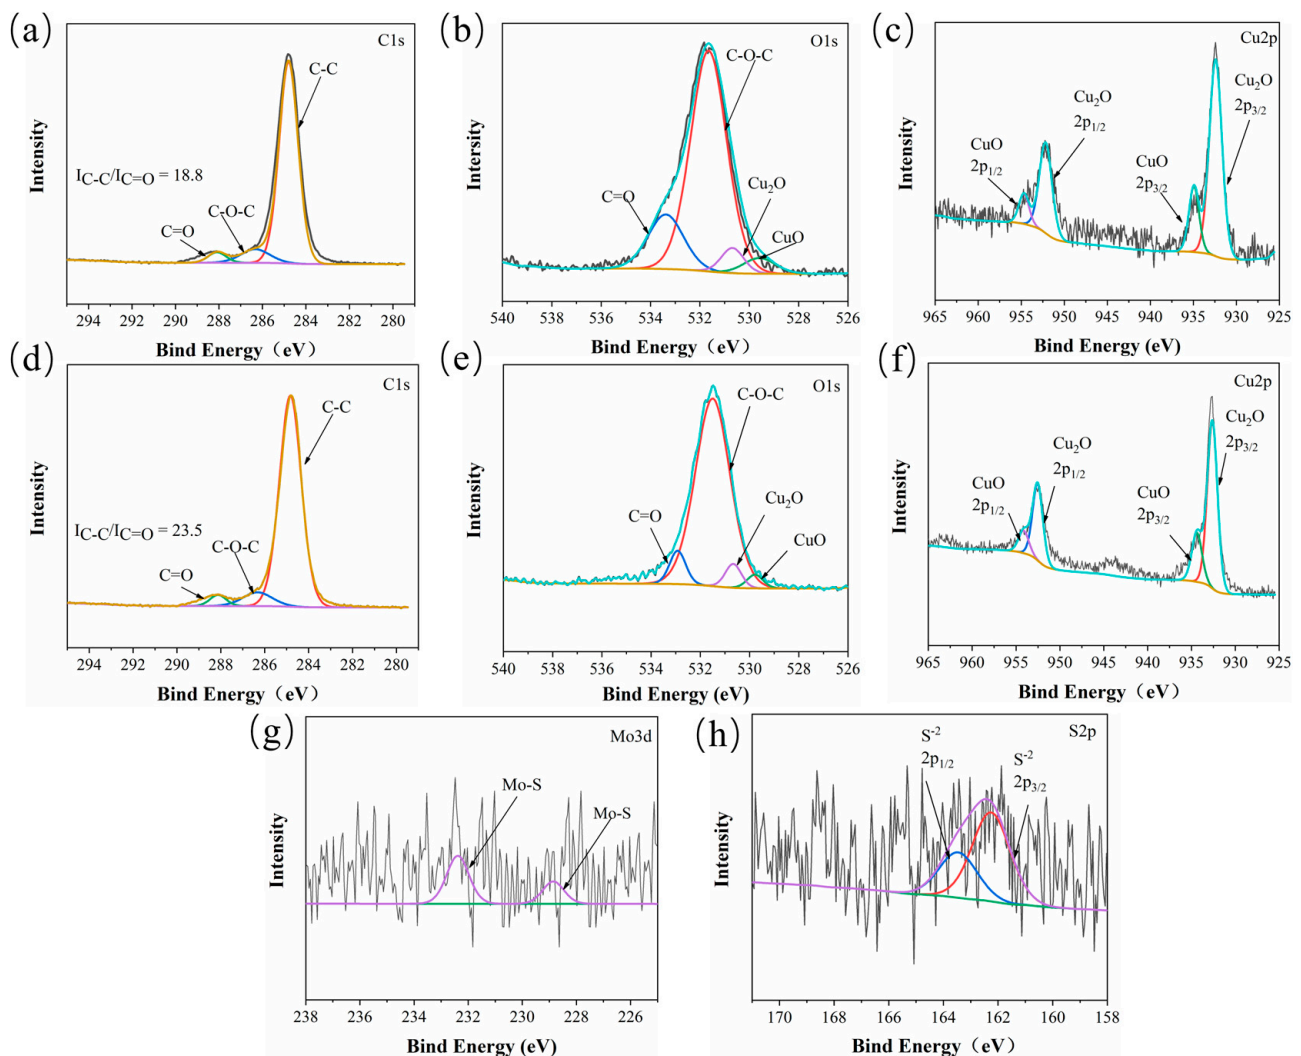 (a)
C1s
C-C
I_C-C/I_C=O = 18.8
C-O-C
C=O
Intensity
294 292 290 288 286 284 282 280
Bind Energy（eV）
(b)
O1s
C-O-C
C=O
Cu₂O
CuO
Intersity
540 538 536 534 532 530 528 526
Bind Energy (eV)
(c)
Cu2p
Cu₂O
2p1/2
CuO
2p1/2
Cu₂O
2p3/2
CuO
2p3/2
Intensity
965 960 955 950 945 940 935 930 925
Bind Energy (eV)
(d)
C1s
C-C
I_C-C/I_C=O = 23.5
C-O-C
C=O
Intensity
294 292 290 288 286 284 282 280
Bind Energy（eV）
(e)
O1s
C-O-C
C=O
Cu₂O
CuO
Intensity
540 538 536 534 532 530 528 526
Bind Energy (eV)
(f)
Cu2p
Cu₂O
2p3/2
Cu₂O
2p1/2
CuO
2p1/2
CuO
2p3/2
Intensity
965 960 955 950 945 940 935 930 925
Bind Energy（eV）
(g)
Mo3d
Mo-S
Mo-S
Intensity
238 236 234 232 230 228 226
Bind Energy (eV)
(h)
S2p
S⁻²
2p1/2
S⁻²
2p3/2
Intensity
170 168 166 164 162 160 158
Bind Energy（eV）